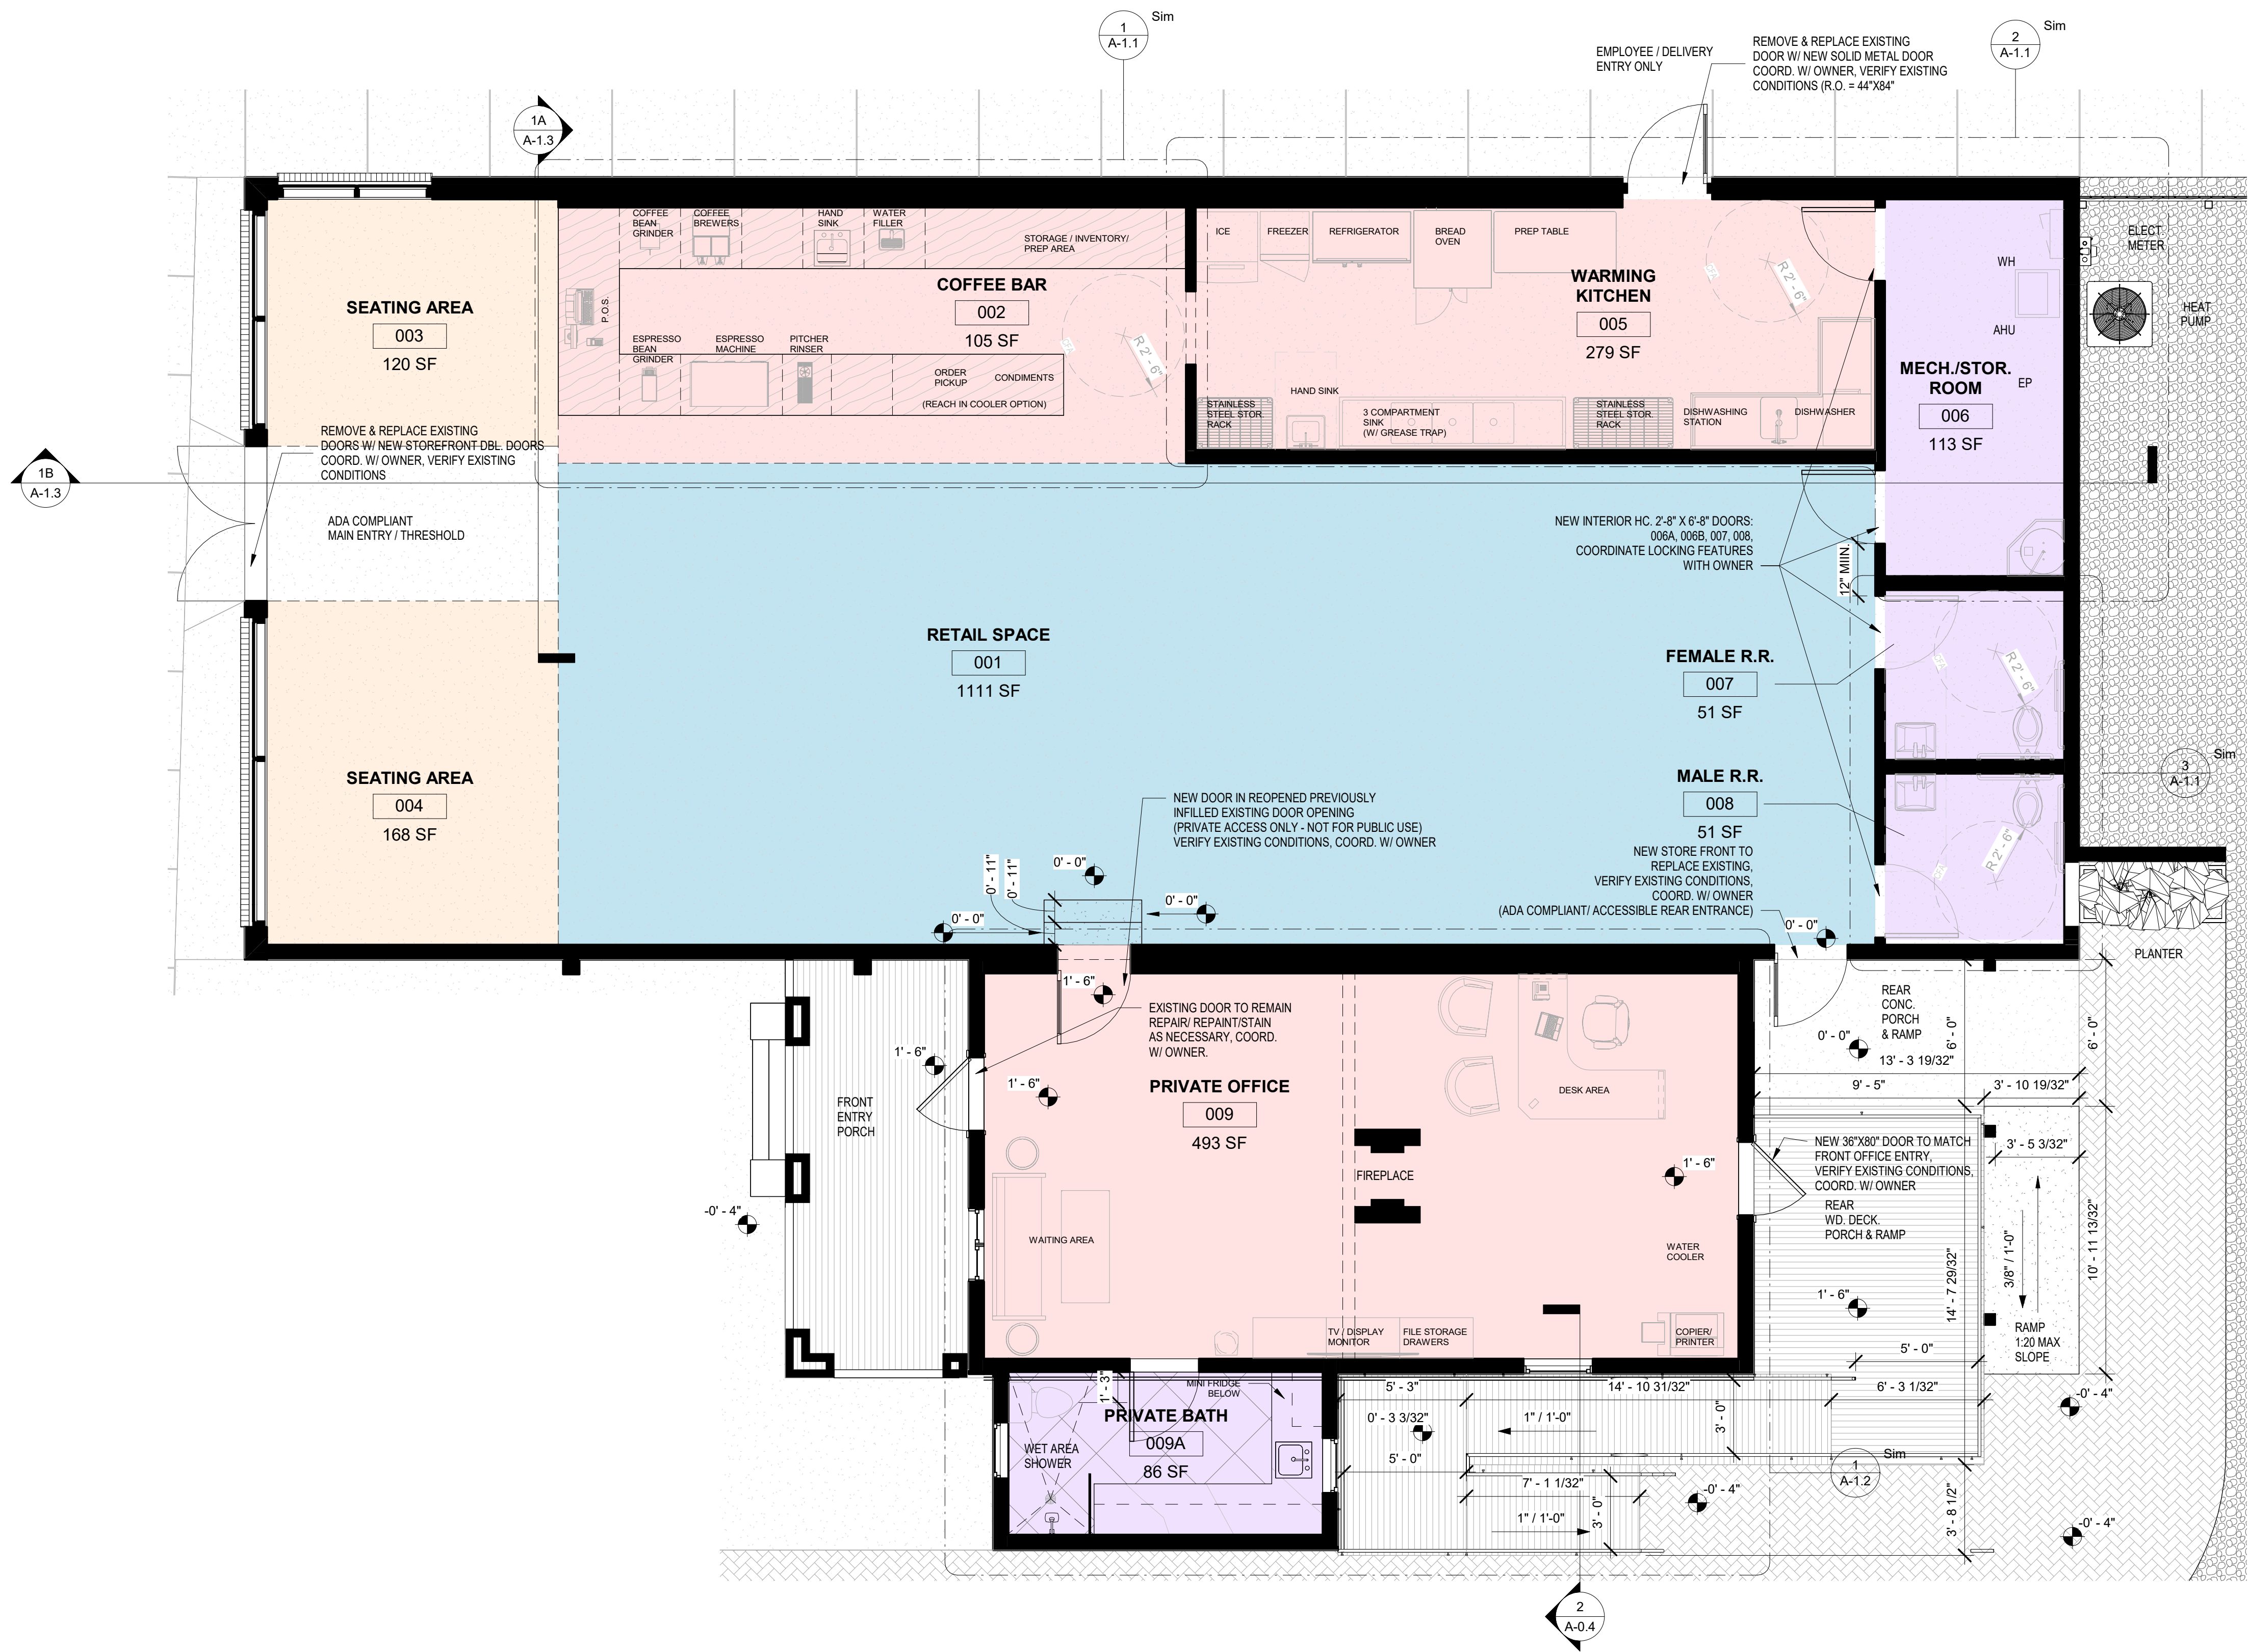 1
A-1.1
Sim
2
A-1.1
Sim
EMPLOYEE / DELIVERY
ENTRY ONLY
REMOVE & REPLACE EXISTING
DOOR W/ NEW SOLID METAL DOOR
COORD. W/ OWNER, VERIFY EXISTING
CONDITIONS (R.O. = 44"X84"
1A
A-1.3
1B
A-1.3
COFFEE
BEAN
GRINDER
COFFEE
BREWERS
HAND
SINK
WATER
FILLER
STORAGE / INVENTORY/
PREP AREA
P.O.S.
COFFEE BAR
002
105 SF
R 2' - 6"
ESPRESSO
BEAN
GRINDER
ESPRESSO
MACHINE
PITCHER
RINSER
ORDER
PICKUP
CONDIMENTS
(REACH IN COOLER OPTION)
ICE
FREEZER
REFRIGERATOR
BREAD
OVEN
PREP TABLE
WARMING
KITCHEN
005
279 SF
R 2' - 6"
STAINLESS
STEEL STOR.
RACK
HAND SINK
3 COMPARTMENT
SINK
(W/ GREASE TRAP)
STAINLESS
STEEL STOR.
RACK
DISHWASHING
STATION
DISHWASHER
WH
AHU
EP
MECH./STOR.
ROOM
006
113 SF
ELECT
METER
HEAT
PUMP
SEATING AREA
003
120 SF
REMOVE & REPLACE EXISTING
DOORS W/ NEW STOREFRONT DBL. DOORS
COORD. W/ OWNER, VERIFY EXISTING
CONDITIONS
ADA COMPLIANT
MAIN ENTRY / THRESHOLD
SEATING AREA
004
168 SF
RETAIL SPACE
001
1111 SF
NEW INTERIOR HC. 2'-8" X 6'-8" DOORS:
006A, 006B, 007, 008,
COORDINATE LOCKING FEATURES
WITH OWNER
12" MIN.
FEMALE R.R.
007
51 SF
R 2' - 6"
MALE R.R.
008
51 SF
R 2' - 6"
3
A-1.1
Sim
NEW STORE FRONT TO
REPLACE EXISTING,
VERIFY EXISTING CONDITIONS,
COORD. W/ OWNER
(ADA COMPLIANT/ ACCESSIBLE REAR ENTRANCE)
0' - 0"
NEW DOOR IN REOPENED PREVIOUSLY
INFILLED EXISTING DOOR OPENING
(PRIVATE ACCESS ONLY - NOT FOR PUBLIC USE)
VERIFY EXISTING CONDITIONS, COORD. W/ OWNER
0' - 11"
0' - 11"
0' - 0"
0' - 0"
0' - 0"
PLANTER
1' - 6"
EXISTING DOOR TO REMAIN
REPAIR/ REPAINT/STAIN
AS NECESSARY, COORD.
W/ OWNER.
1' - 6"
1' - 6"
FRONT
ENTRY
PORCH
-0' - 4"
PRIVATE OFFICE
009
493 SF
DESK AREA
FIREPLACE
WAITING AREA
1' - 6"
WATER
COOLER
TV / DISPLAY
MONITOR
FILE STORAGE
DRAWERS
COPIER/
PRINTER
REAR
CONC.
PORCH
& RAMP
0' - 0"
6' - 0"
6' - 0"
13' - 3 19/32"
9' - 5"
3' - 10 19/32"
NEW 36"X80" DOOR TO MATCH
FRONT OFFICE ENTRY,
VERIFY EXISTING CONDITIONS,
COORD. W/ OWNER
3' - 5 3/32"
REAR
WD. DECK.
PORCH & RAMP
14' - 7 29/32"
3/8" / 1'-0"
10' - 11 13/32"
1' - 6"
RAMP
1:20 MAX
SLOPE
5' - 0"
6' - 3 1/32"
-0' - 4"
1' - 3"
MINI FRIDGE
BELOW
PRIVATE BATH
009A
86 SF
WET AREA
SHOWER
5' - 3"
14' - 10 31/32"
0' - 3 3/32"
1" / 1'-0"
3' - 0"
5' - 0"
7' - 1 1/32"
1" / 1'-0"
3' - 0"
-0' - 4"
1
A-1.2
Sim
3' - 8 1/2"
-0' - 4"
2
A-0.4